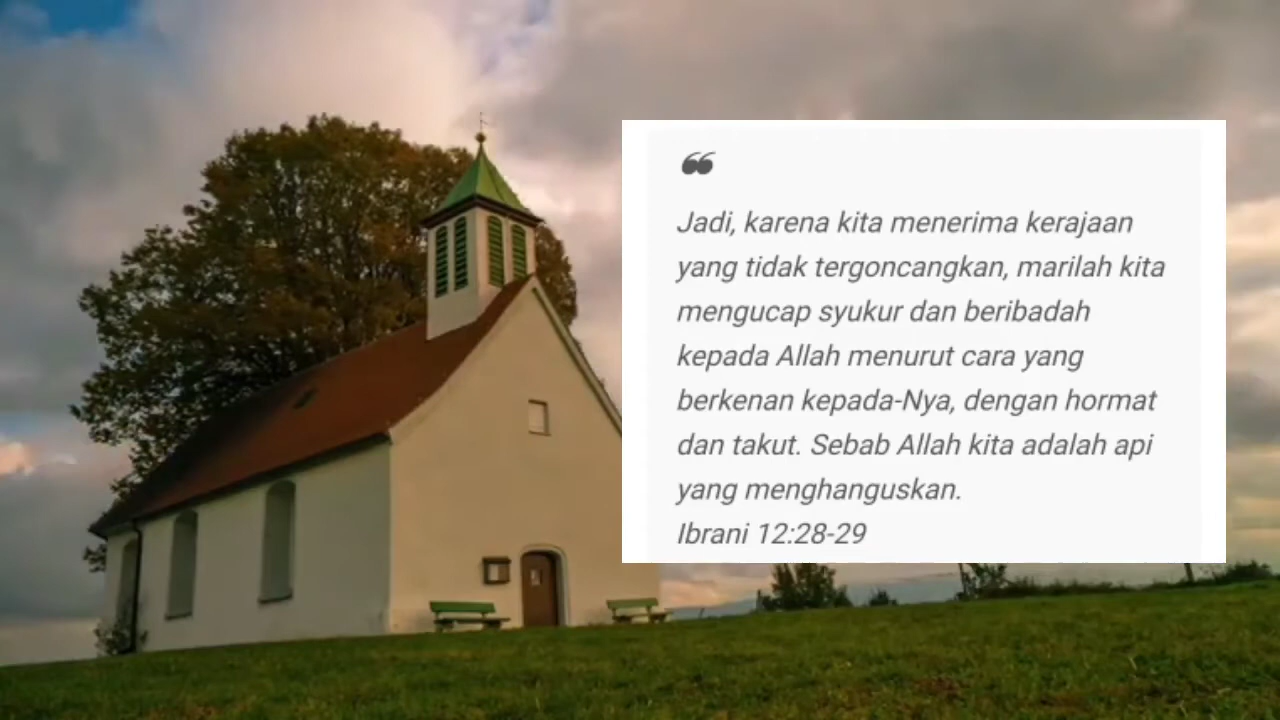 ❝
Jadi, karena kita menerima kerajaan
yang tidak tergoncangkan, marilah kita
mengucap syukur dan beribadah
kepada Allah menurut cara yang
berkenan kepada-Nya, dengan hormat
dan takut. Sebab Allah kita adalah api
yang menghanguskan.
Ibrani 12:28-29